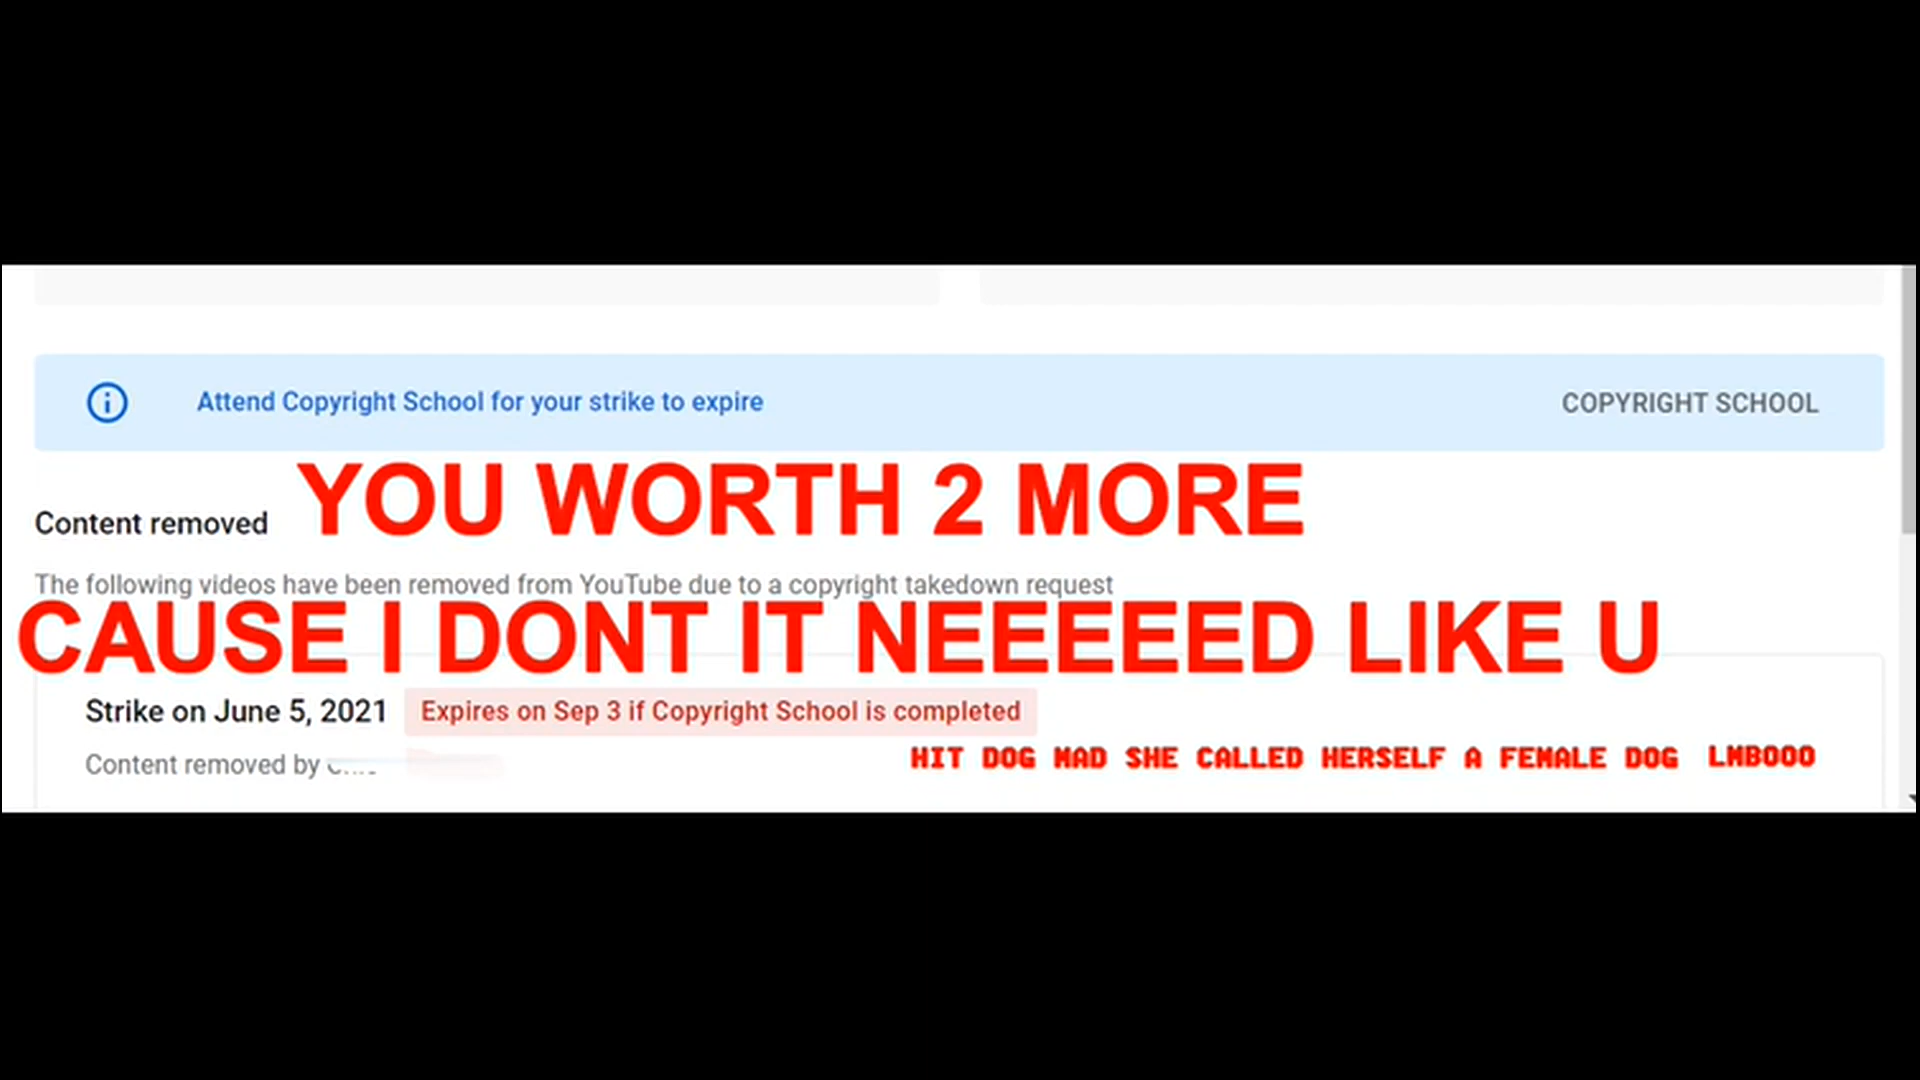 Attend Copyright School for your strike to expire COPYRIGHT SCHOOL
YOU WORTH 2 MORE
Content removed
The following videos have been removed from YouTube due to a copyright takedown request
CAUSE I DONT IT NEEEEED LIKE U
Strike on June 5, 2021 Expires on Sep 3 if Copyright School is completed
Content removed by
HIT DOG MAD SHE CALLED HERSELF A FEMALE DOG LMBOOO